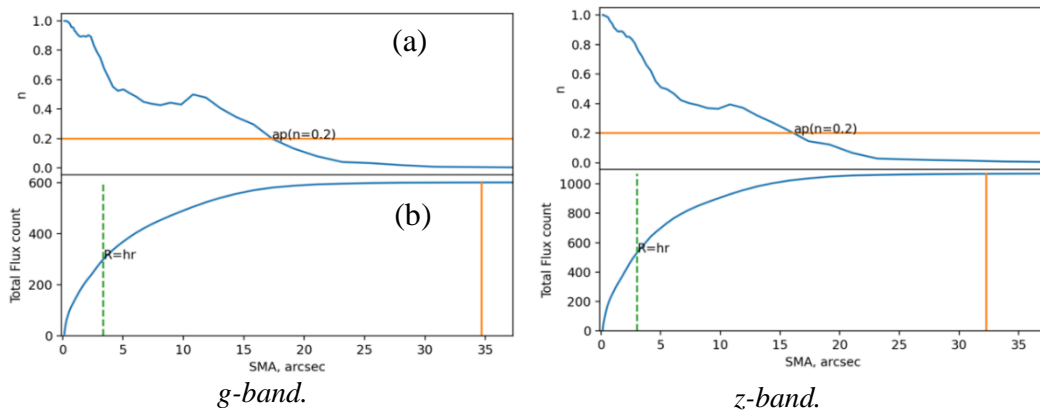 1.0
0.8
0.6
0.4
0.2
0.0
n
(a)
ap(n=0.2)
600
400
200
0
Total Flux count
(b)
R=hr
0 5 10 15 20 25 30 35
SMA, arcsec
g-band.
1.0
0.8
0.6
0.4
0.2
0.0
n
ap(n=0.2)
1000
800
600
400
200
0
Total Flux count
R=hr
0 5 10 15 20 25 30 35
SMA, arcsec
z-band.